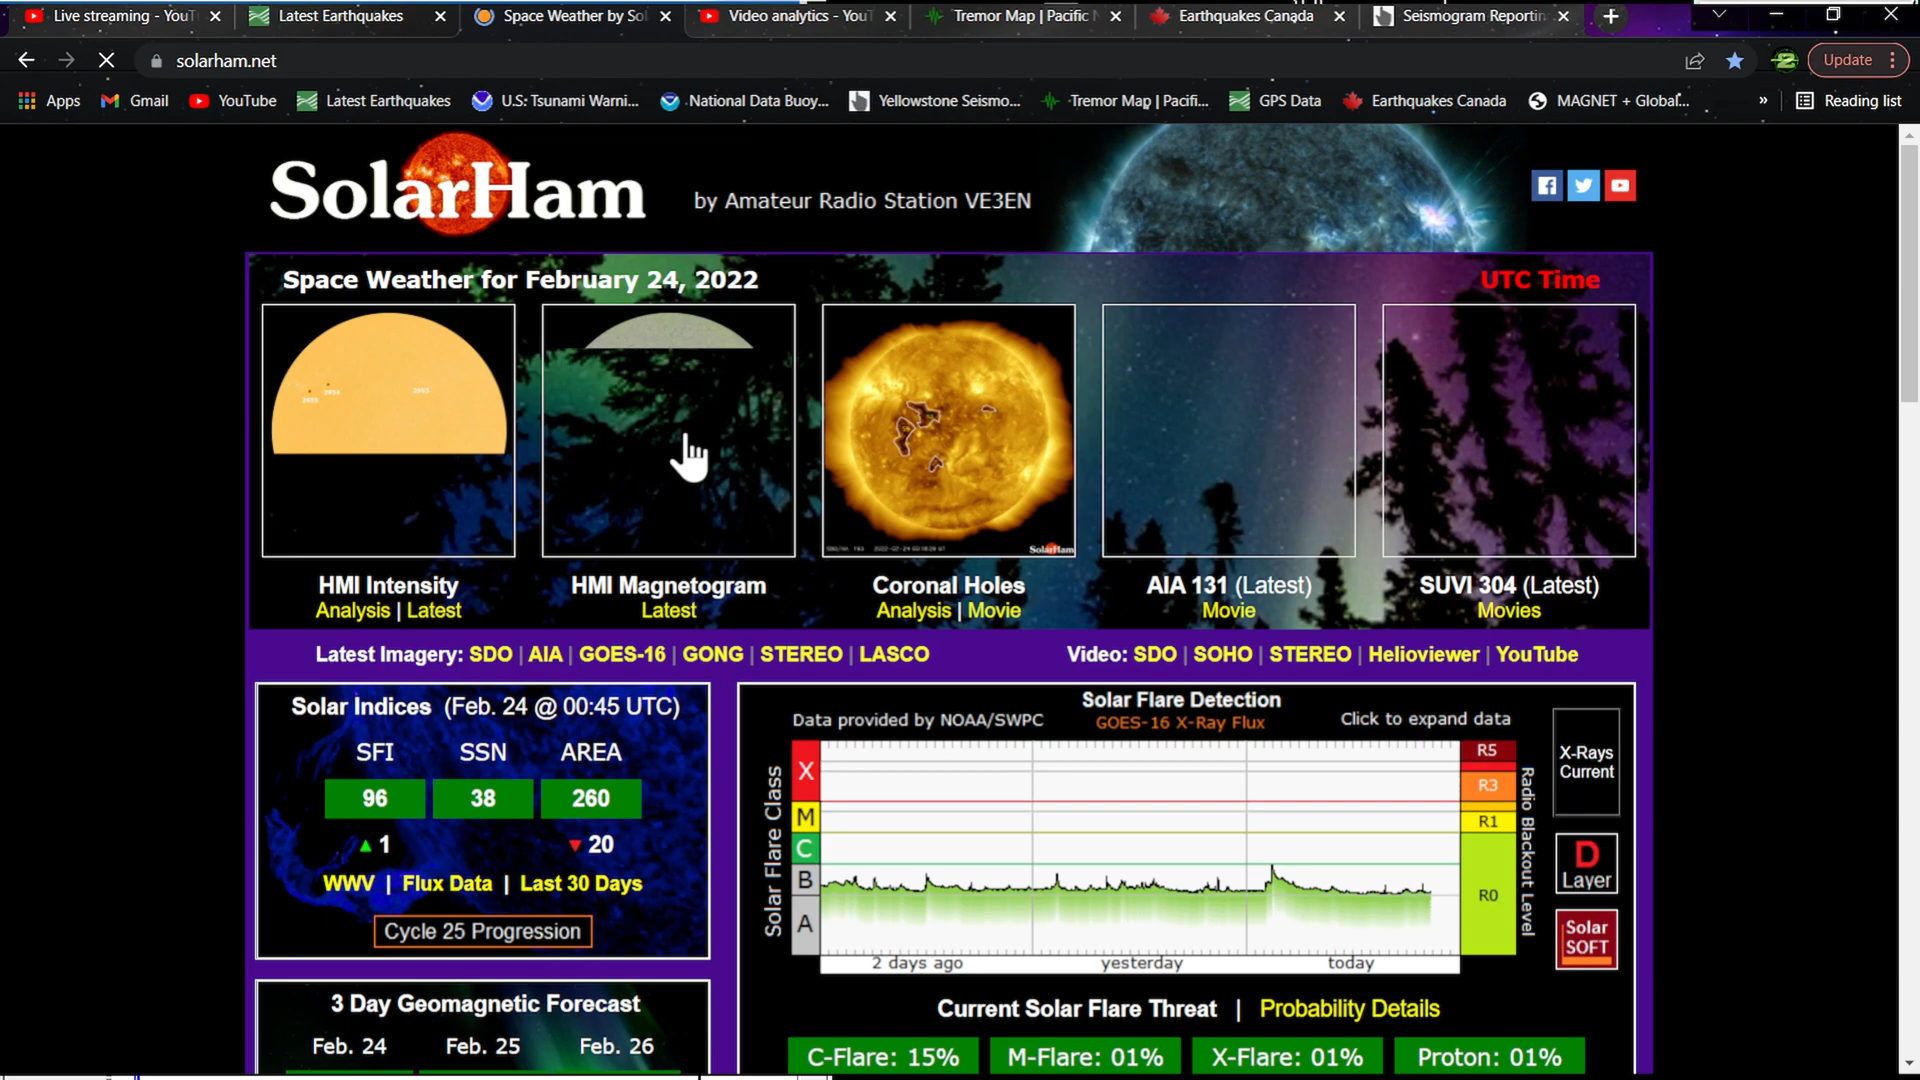 Live streaming - YouT
Latest Earthquakes
Space Weather by So
Video analytics - YouT
Tremor Map | Pacific N
Earthquakes Canada
Seismogram Reportin
solarham.net
Update
Apps
Gmail
YouTube
Latest Earthquakes
U.S. Tsunami Warni...
National Data Buoy...
Yellowstone Seismo...
Tremor Map | Pacifi...
GPS Data
Earthquakes Canada
MAGNET + Global...
»
Reading list
SolarHam
by Amateur Radio Station VE3EN
Space Weather for February 24, 2022
UTC Time
SolarHam
HMI Intensity
Analysis | Latest
HMI Magnetogram
Latest
Coronal Holes
Analysis | Movie
AIA 131 (Latest)
Movie
SUVI 304 (Latest)
Movies
Latest Imagery: SDO | AIA | GOES-16 | GONG | STEREO | LASCO
Video: SDO | SOHO | STEREO | Helioviewer | YouTube
Solar Indices (Feb. 24 @ 00:45 UTC)
SFI SSN AREA
96 38 260
▲ 1 ▼ 20
WWV | Flux Data | Last 30 Days
Cycle 25 Progression
3 Day Geomagnetic Forecast
Feb. 24 Feb. 25 Feb. 26
Solar Flare Detection
Data provided by NOAA/SWPC
GOES-16 X-Ray Flux
Click to expand data
Solar Flare Class
X
M
C
B
A
R5
R3
R1
R0
Radio Blackout Level
2 days ago yesterday today
X-Rays
Current
D
Layer
Solar
SOFT
Current Solar Flare Threat | Probability Details
C-Flare: 15% M-Flare: 01% X-Flare: 01% Proton: 01%